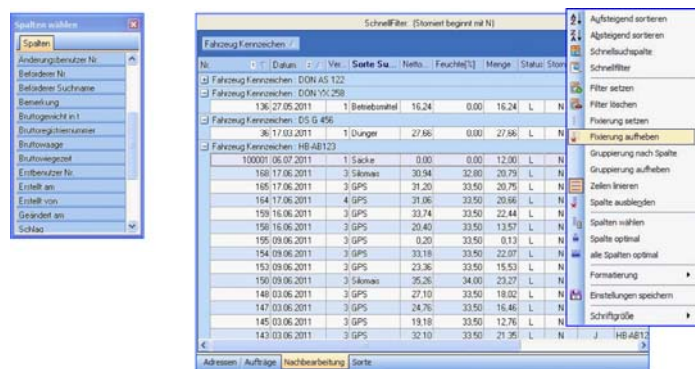 Spalten wählen
Spalten
Änderungsbenutzer Nr.
Beförderer Nr.
Beförderer Suchname
Bemerkung
Bruttogewicht in t
Bruttoregistriernummer
Bruttowaage
Bruttowiegezeit
Erstbenutzer Nr.
Erstellt am
Erstellt von
Geändert am
Schlag
SchnellFilter: (Storniert beginnt mit N)
Fahrzeug Kennzeichen
Nr. Datum Ver... Sorte Su... Netto... Feuchte[%] Menge Status Storn
Fahrzeug Kennzeichen : DON AS 122
Fahrzeug Kennzeichen : DON YX 258
136 27.05.2011 1 Betriebsmittel 16,24 0,00 16,24 L N
Fahrzeug Kennzeichen : DS G 456
36 17.03.2011 1 Dünger 27,66 0,00 27,66 L N
Fahrzeug Kennzeichen : HB-AB123
100001 06.07.2011 1 Säcke 0,00 0,00 12,00 L N
168 17.06.2011 3 Silomais 30,94 32,80 20,79 L N
165 17.06.2011 3 GPS 31,20 33,50 20,75 L N
164 17.06.2011 4 GPS 31,06 33,50 20,66 L N
159 16.06.2011 3 GPS 33,74 33,50 22,44 L N
158 16.06.2011 3 GPS 20,40 33,50 13,57 L N
155 09.06.2011 3 GPS 0,20 33,50 0,13 L N
154 09.06.2011 3 GPS 33,18 33,50 22,07 L N
153 09.06.2011 3 GPS 23,36 33,50 15,53 L N
150 09.06.2011 3 Silomais 35,26 34,00 23,27 L N
148 03.06.2011 3 GPS 27,10 33,50 18,02 L N
147 03.06.2011 3 GPS 24,76 33,50 16,46 L N
145 03.06.2011 3 GPS 19,18 33,50 12,76 L N
143 03.06.2011 3 GPS 32,10 33,50 21,35 L N J HB-AB12
Adressen Aufträge Nachbearbeitung Sorte
Aufsteigend sortieren
Absteigend sortieren
Schnellsuchspalte
Schnellfilter
Filter setzen
Filter löschen
Fixierung setzen
Fixierung aufheben
Gruppierung nach Spalte
Gruppierung aufheben
Zeilen linieren
Spalte ausblenden
Spalten wählen
Spalte optimal
alle Spalten optimal
Formatierung
Einstellungen speichern
Schriftgröße